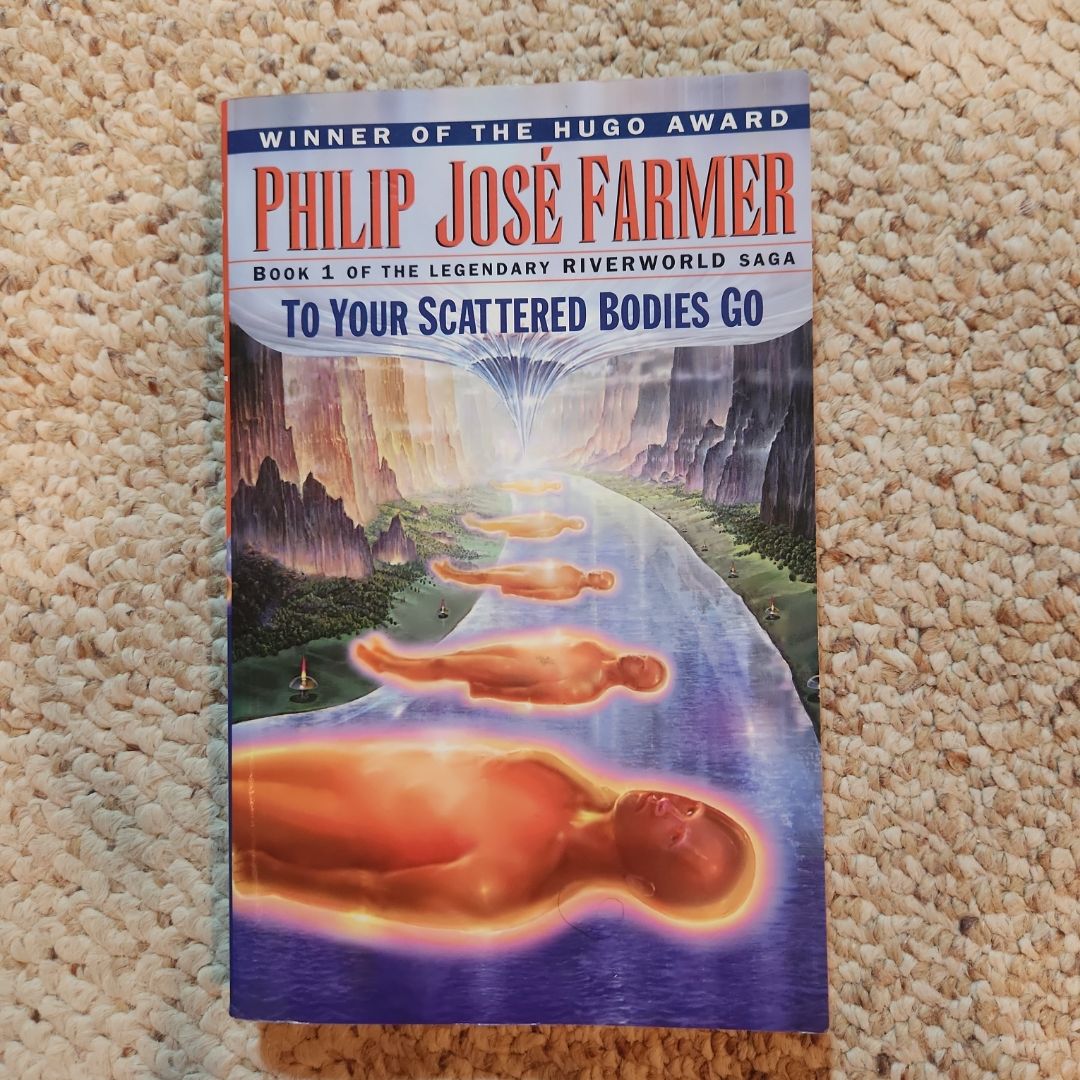 WINNER OF THE HUGO AWARD
PHILIP JOSÉ FARMER
BOOK 1 OF THE LEGENDARY RIVERWORLD SAGA
TO YOUR SCATTERED BODIES GO